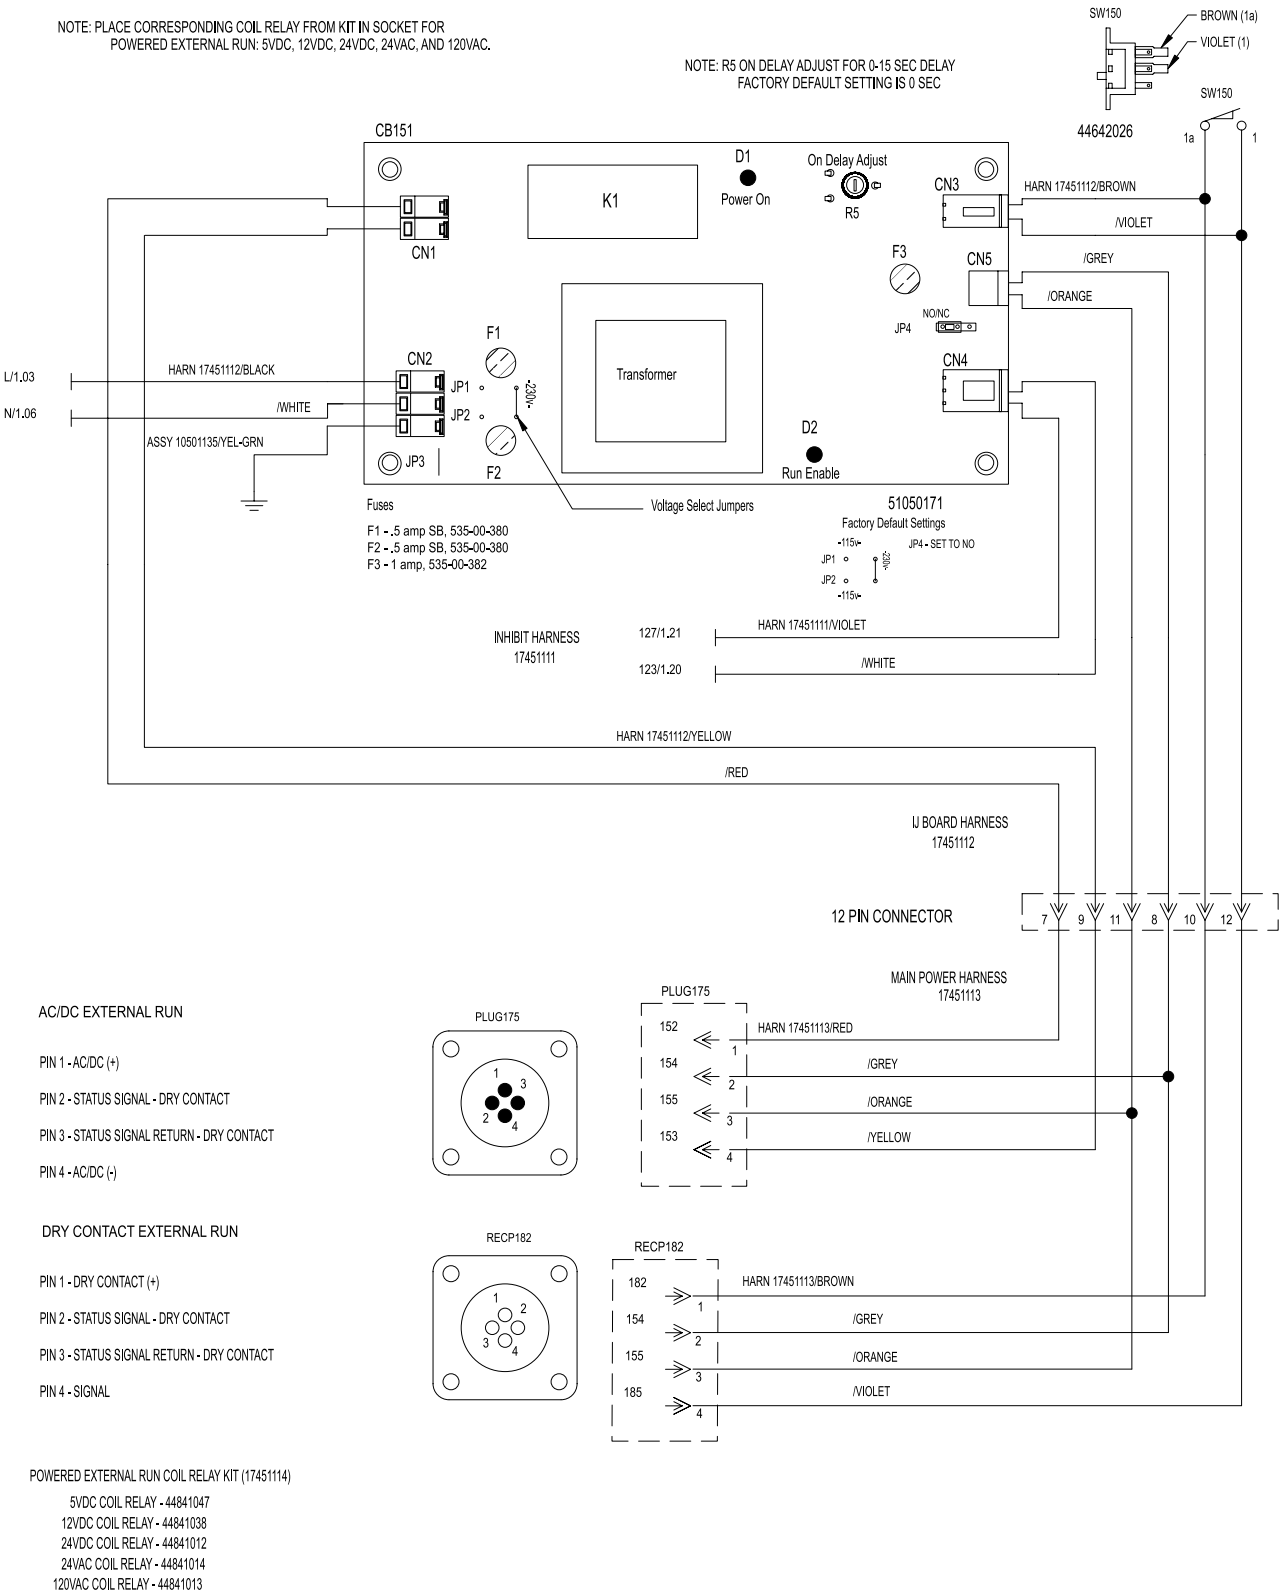 NOTE: PLACE CORRESPONDING COIL RELAY FROM KIT IN SOCKET FOR
POWERED EXTERNAL RUN: 5VDC, 12VDC, 24VDC, 24VAC, AND 120VAC.
NOTE: R5 ON DELAY ADJUST FOR 0-15 SEC DELAY
FACTORY DEFAULT SETTING IS 0 SEC
SW150
BROWN (1a)
VIOLET (1)
44642026
SW150
1a
1
CB151
K1
D1
Power On
On Delay Adjust
R5
CN3
HARN 17451112/BROWN
/VIOLET
CN1
F3
CN5
/GREY
/ORANGE
NO/NC
JP4
F1
CN2
CN4
Transformer
L/1.03
HARN 17451112/BLACK
JP1
-230v-
N/1.06
/WHITE
JP2
ASSY 10501135/YEL-GRN
JP3
F2
D2
Run Enable
Fuses
F1 - .5 amp SB, 535-00-380
F2 - .5 amp SB, 535-00-380
F3 - 1 amp, 535-00-382
Voltage Select Jumpers
51050171
Factory Default Settings
-115v-
JP4 - SET TO NO
JP1
-230v-
JP2
-115v-
INHIBIT HARNESS
17451111
127/1.21
HARN 17451111/VIOLET
123/1.20
/WHITE
HARN 17451112/YELLOW
/RED
IJ BOARD HARNESS
17451112
12 PIN CONNECTOR
7
9
11
8
10
12
MAIN POWER HARNESS
17451113
AC/DC EXTERNAL RUN
PIN 1 - AC/DC (+)
PIN 2 - STATUS SIGNAL - DRY CONTACT
PIN 3 - STATUS SIGNAL RETURN - DRY CONTACT
PIN 4 - AC/DC (-)
PLUG175
1
3
2
4
PLUG175
152
1
HARN 17451113/RED
154
2
/GREY
155
3
/ORANGE
153
4
/YELLOW
DRY CONTACT EXTERNAL RUN
PIN 1 - DRY CONTACT (+)
PIN 2 - STATUS SIGNAL - DRY CONTACT
PIN 3 - STATUS SIGNAL RETURN - DRY CONTACT
PIN 4 - SIGNAL
RECP182
1
2
3
4
RECP182
182
1
HARN 17451113/BROWN
154
2
/GREY
155
3
/ORANGE
185
4
/VIOLET
POWERED EXTERNAL RUN COIL RELAY KIT (17451114)
5VDC COIL RELAY - 44841047
12VDC COIL RELAY - 44841038
24VDC COIL RELAY - 44841012
24VAC COIL RELAY - 44841014
120VAC COIL RELAY - 44841013